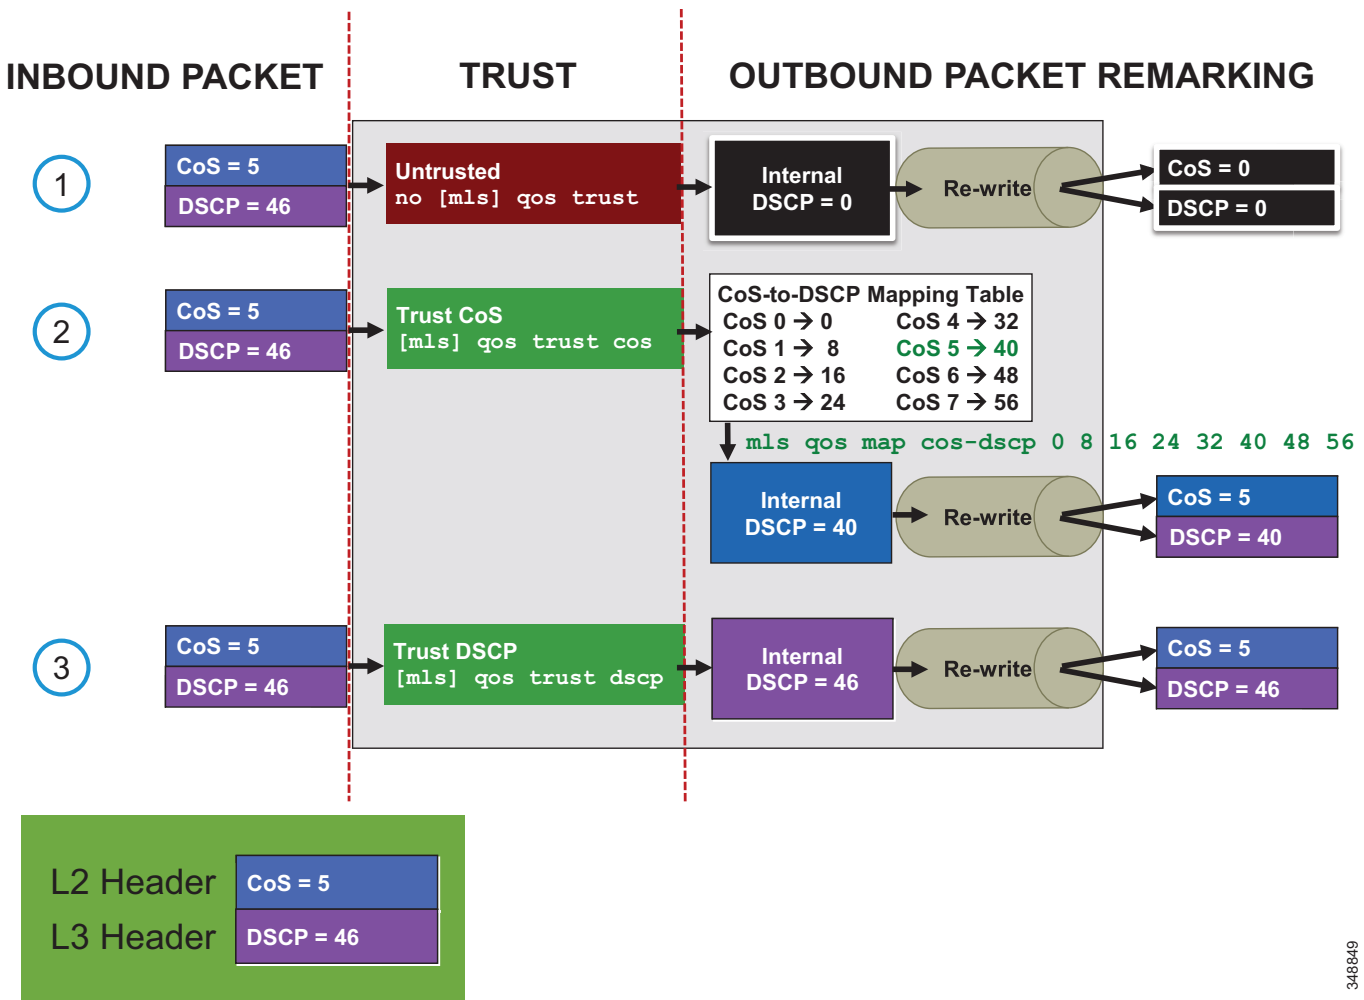 INBOUND PACKET
TRUST
OUTBOUND PACKET REMARKING
1
CoS = 5
DSCP = 46
Untrusted
no [mls] qos trust
Internal
DSCP = 0
Re-write
CoS = 0
DSCP = 0
2
CoS = 5
DSCP = 46
Trust CoS
[mls] qos trust cos
CoS-to-DSCP Mapping Table
CoS 0 → 0 CoS 4 → 32
CoS 1 → 8 CoS 5 → 40
CoS 2 → 16 CoS 6 → 48
CoS 3 → 24 CoS 7 → 56
mls qos map cos-dscp 0 8 16 24 32 40 48 56
Internal
DSCP = 40
Re-write
CoS = 5
DSCP = 40
3
CoS = 5
DSCP = 46
Trust DSCP
[mls] qos trust dscp
Internal
DSCP = 46
Re-write
CoS = 5
DSCP = 46
L2 Header
CoS = 5
L3 Header
DSCP = 46
348849